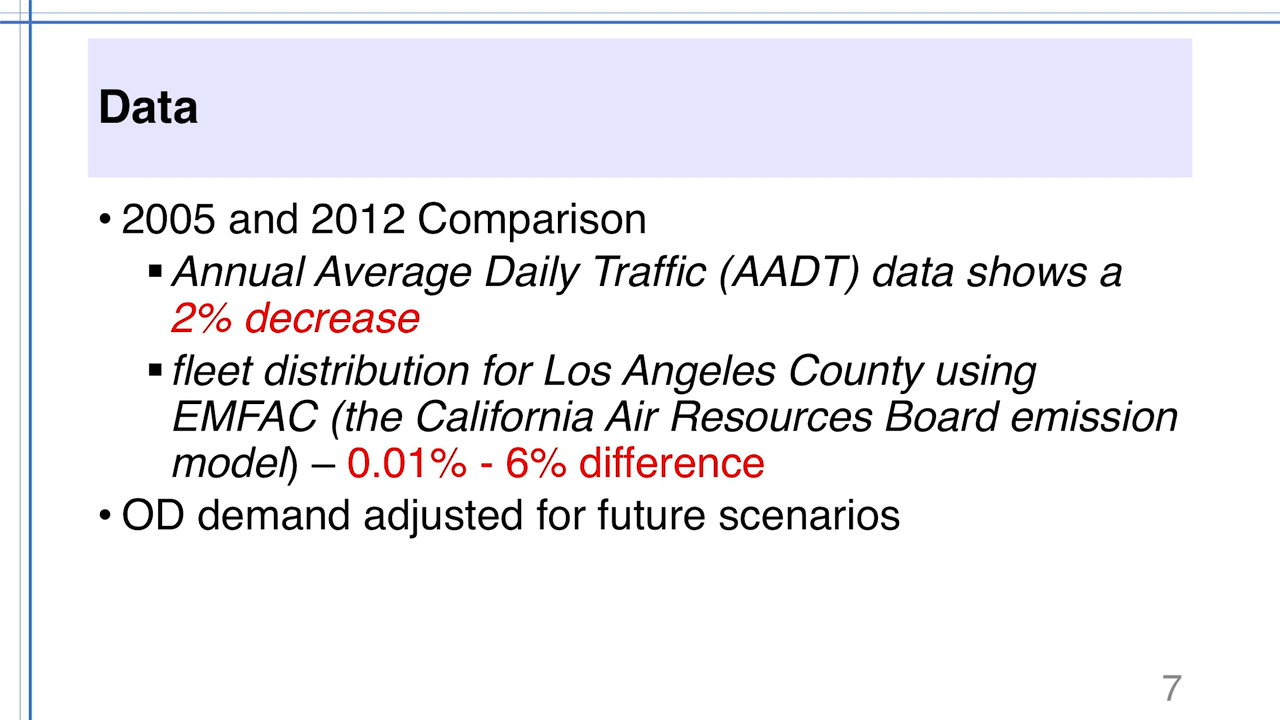 Data
• 2005 and 2012 Comparison
▪ Annual Average Daily Traffic (AADT) data shows a
2% decrease
▪ fleet distribution for Los Angeles County using
EMFAC (the California Air Resources Board emission
model) – 0.01% - 6% difference
• OD demand adjusted for future scenarios
7